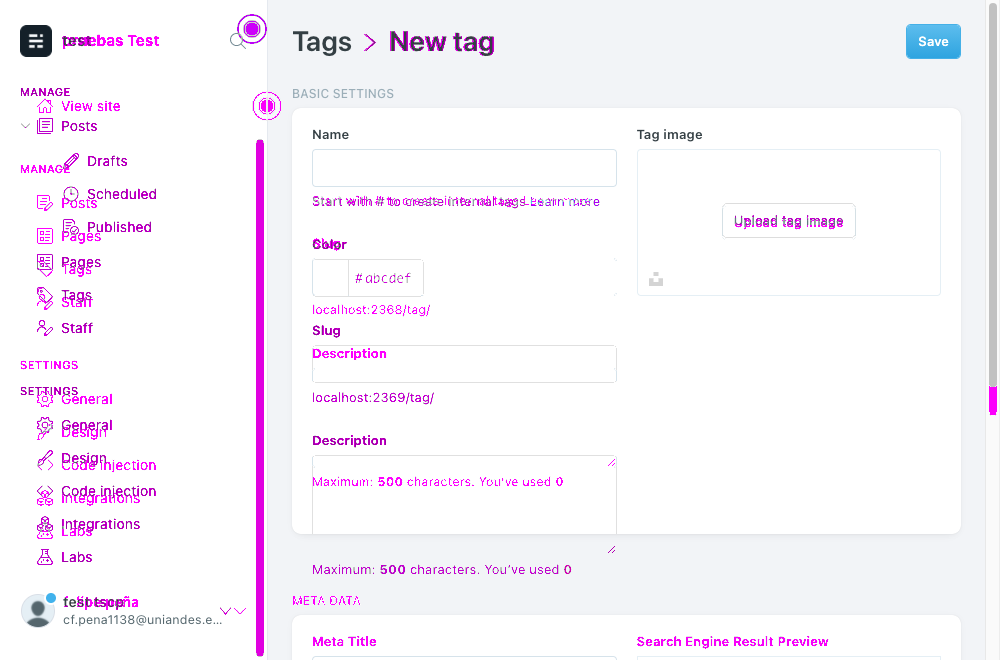 test
pruebas Test
MANAGE
View site
Posts
Drafts
MANAGE
Scheduled
Posts
Published
Pages
Pages
Tags
Tags
Staff
Staff
SETTINGS
SETTINGS
General
General
Design
Design
Code injection
Code injection
Integrations
Integrations
Labs
Labs
cf.pena1138@uniandes.e...
Tags > New tag
Save
BASIC SETTINGS
Name
Tag image
Start with # to create internal tags Learn more
Upload tag image
Slug
Color
#abcdef
localhost:2368/tag/
Slug
Description
localhost:2369/tag/
Description
Maximum: 500 characters. You've used 0
Maximum: 500 characters. You've used 0
META DATA
Meta Title
Search Engine Result Preview